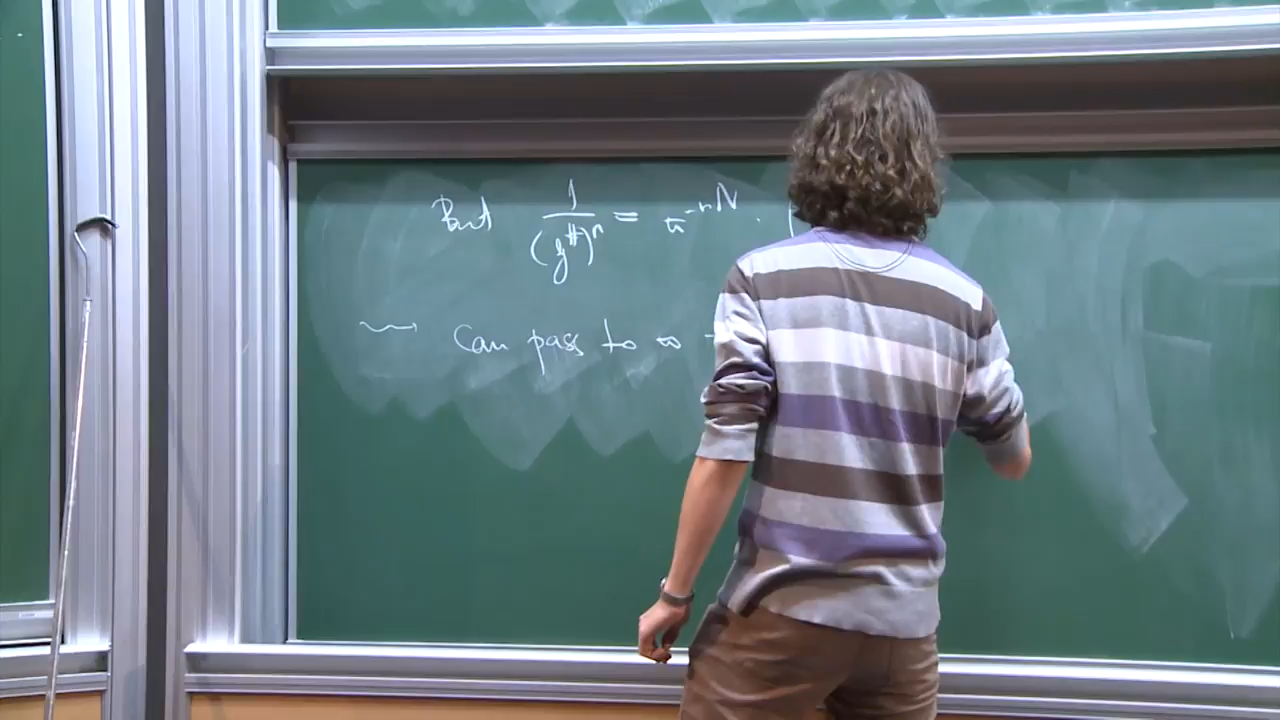 But 1/(g^#)^n = ϖ^{-nN}.
⇝ Can pass to ∞